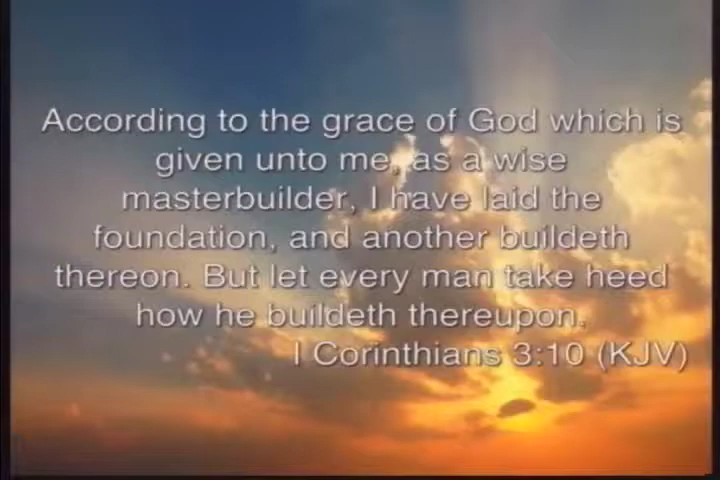 According to the grace of God which is
given unto me, as a wise
masterbuilder, I have laid the
foundation, and another buildeth
thereon. But let every man take heed
how he buildeth thereupon.
I Corinthians 3:10 (KJV)